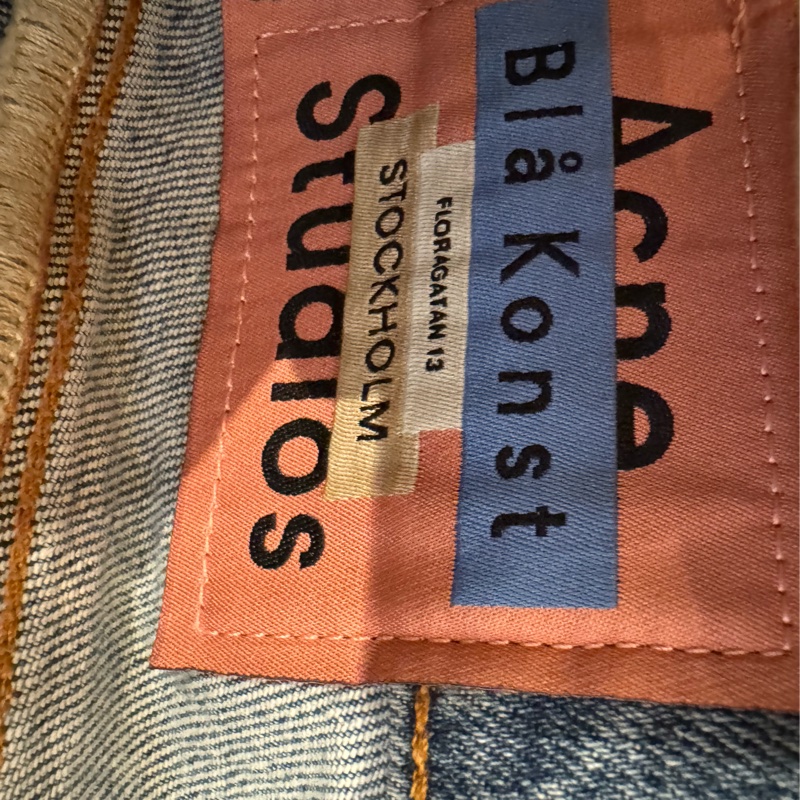 Acne
Blå Konst
FLORAGATAN 13
STOCKHOLM
Studios